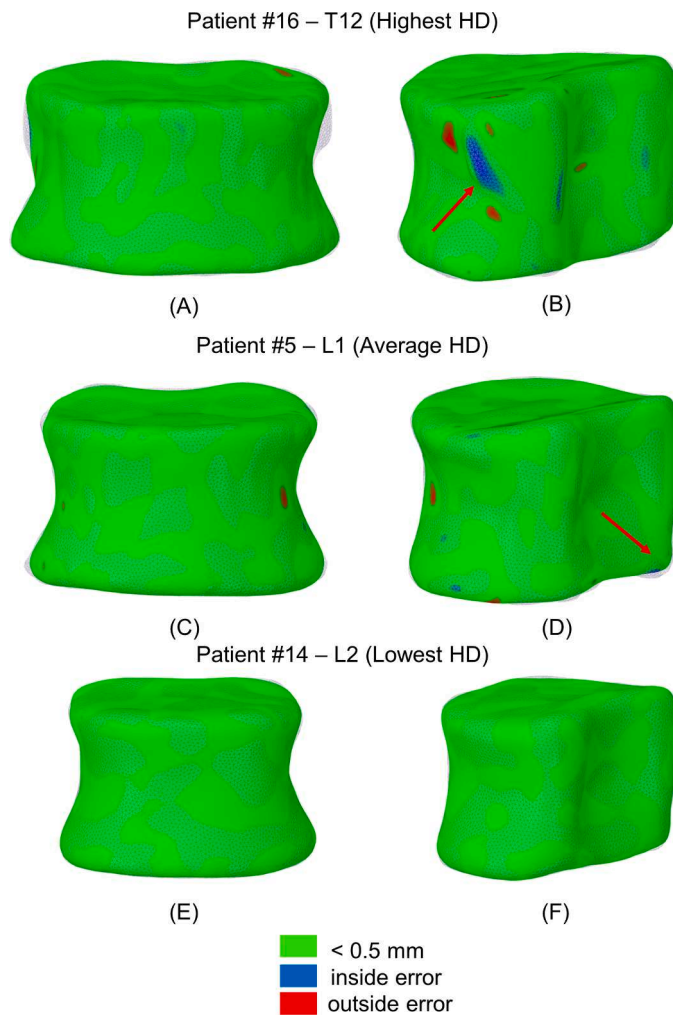 Patient #16 – T12 (Highest HD)
(A)
(B)
Patient #5 – L1 (Average HD)
(C)
(D)
Patient #14 – L2 (Lowest HD)
(E)
(F)
< 0.5 mm
inside error
outside error